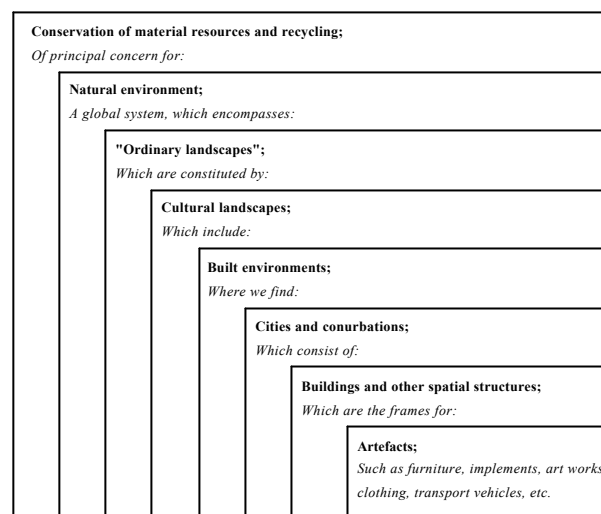 Conservation of material resources and recycling;
Of principal concern for:
Natural environment;
A global system, which encompasses:
"Ordinary landscapes";
Which are constituted by:
Cultural landscapes;
Which include:
Built environments;
Where we find:
Cities and conurbations;
Which consist of:
Buildings and other spatial structures;
Which are the frames for:
Artefacts;
Such as furniture, implements, art works
clothing, transport vehicles, etc.